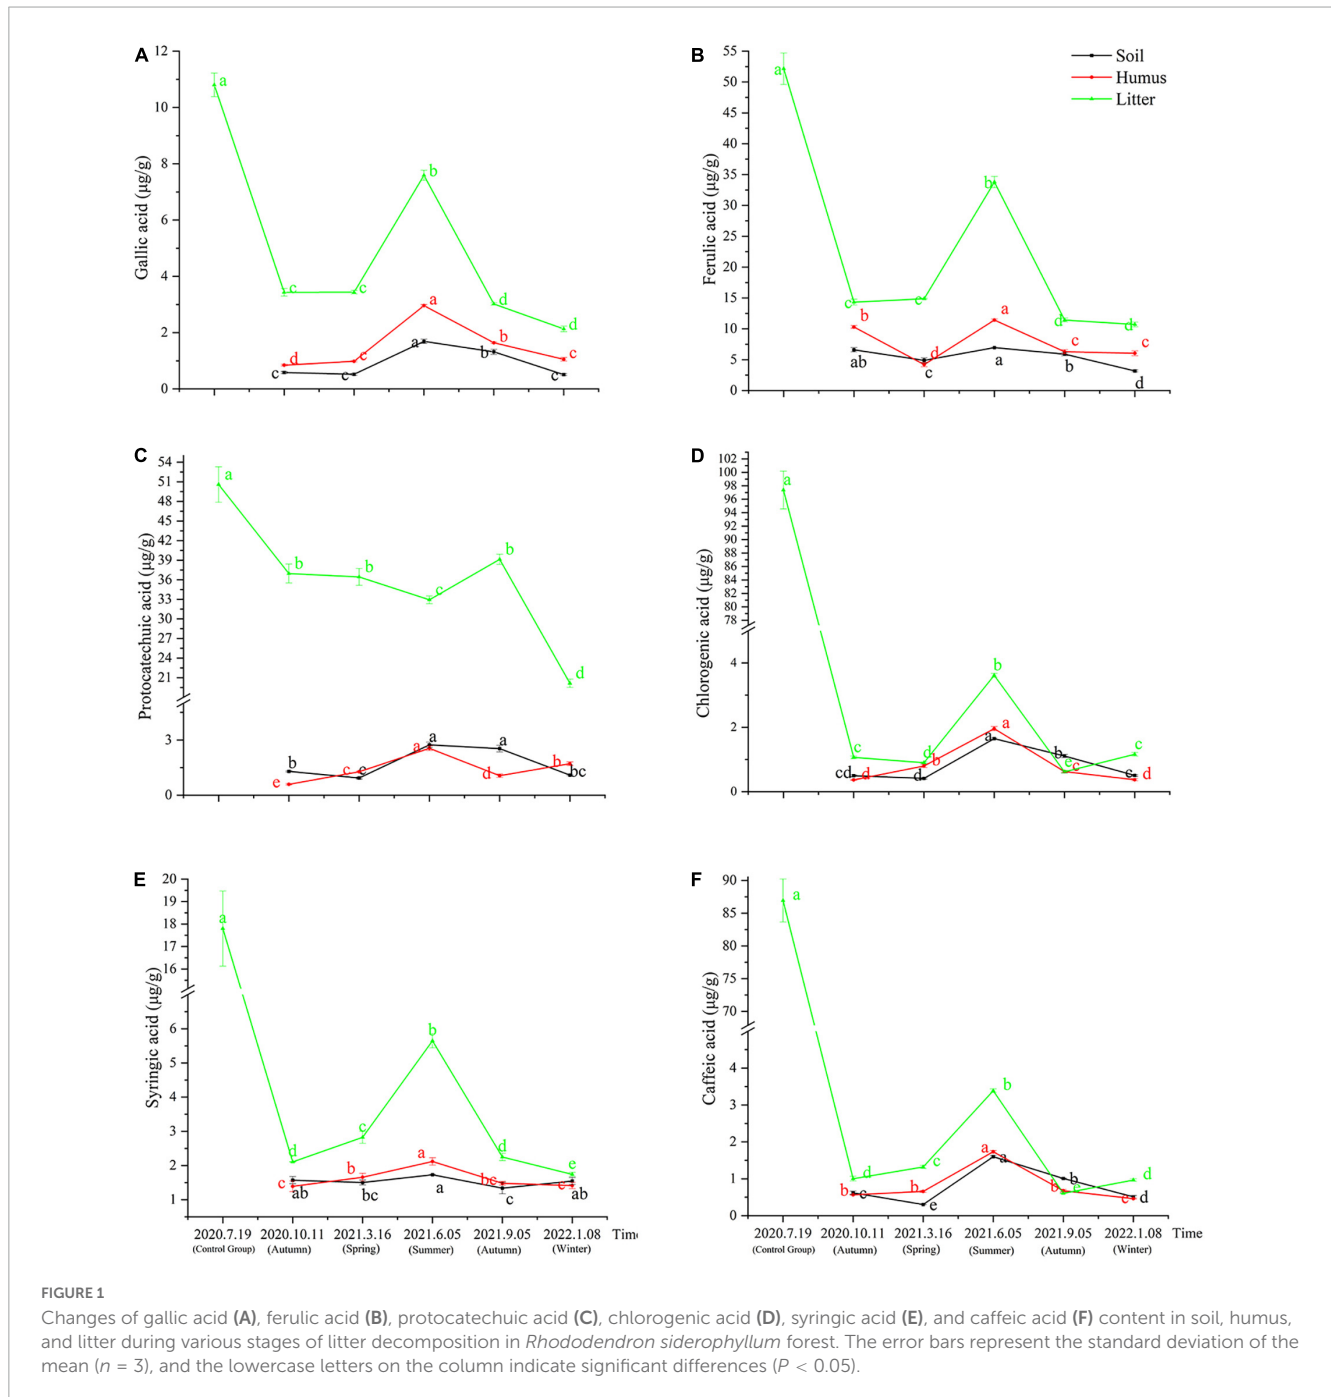 A
12
10
8
6
4
2
0
Gallic acid (µg/g)
a
c
c
b
d
d
d
c
a
b
c
c
c
a
b
c
B
55
50
45
40
35
30
25
20
15
10
5
0
Ferulic acid (µg/g)
Soil
Humus
Litter
a
c
c
b
d
d
b
d
a
c
c
ab
c
a
b
d
C
54
51
48
45
42
39
36
33
30
27
24
21
3
0
Protocatechuic acid (µg/g)
a
b
b
c
b
d
b
c
a
a
bc
e
c
a
d
b
D
102
100
98
96
94
92
90
88
86
84
82
80
78
4
2
0
Chlorogenic acid (µg/g)
a
c
d
b
e
c
cd
d
a
b
c
d
b
a
c
d
E
20
19
18
17
16
6
5
4
3
2
1
Syringic acid (µg/g)
a
d
c
b
d
e
c
b
a
bc
c
ab
bc
a
c
ab
2020.7.19
2020.10.11
2021.3.16
2021.6.05
2021.9.05
2022.1.08
Time
(Control Group)
(Autumn)
(Spring)
(Summer)
(Autumn)
(Winter)
F
90
85
80
75
70
4
3
2
1
0
Caffeic acid (µg/g)
a
d
c
b
e
d
b
b
a
b
c
c
e
a
b
d
2020.7.19
2020.10.11
2021.3.16
2021.6.05
2021.9.05
2022.1.08
Time
(Control Group)
(Autumn)
(Spring)
(Summer)
(Autumn)
(Winter)
FIGURE 1
Changes of gallic acid (A), ferulic acid (B), protocatechuic acid (C), chlorogenic acid (D), syringic acid (E), and caffeic acid (F) content in soil, humus,
and litter during various stages of litter decomposition in Rhododendron siderophyllum forest. The error bars represent the standard deviation of the
mean (n = 3), and the lowercase letters on the column indicate significant differences (P < 0.05).